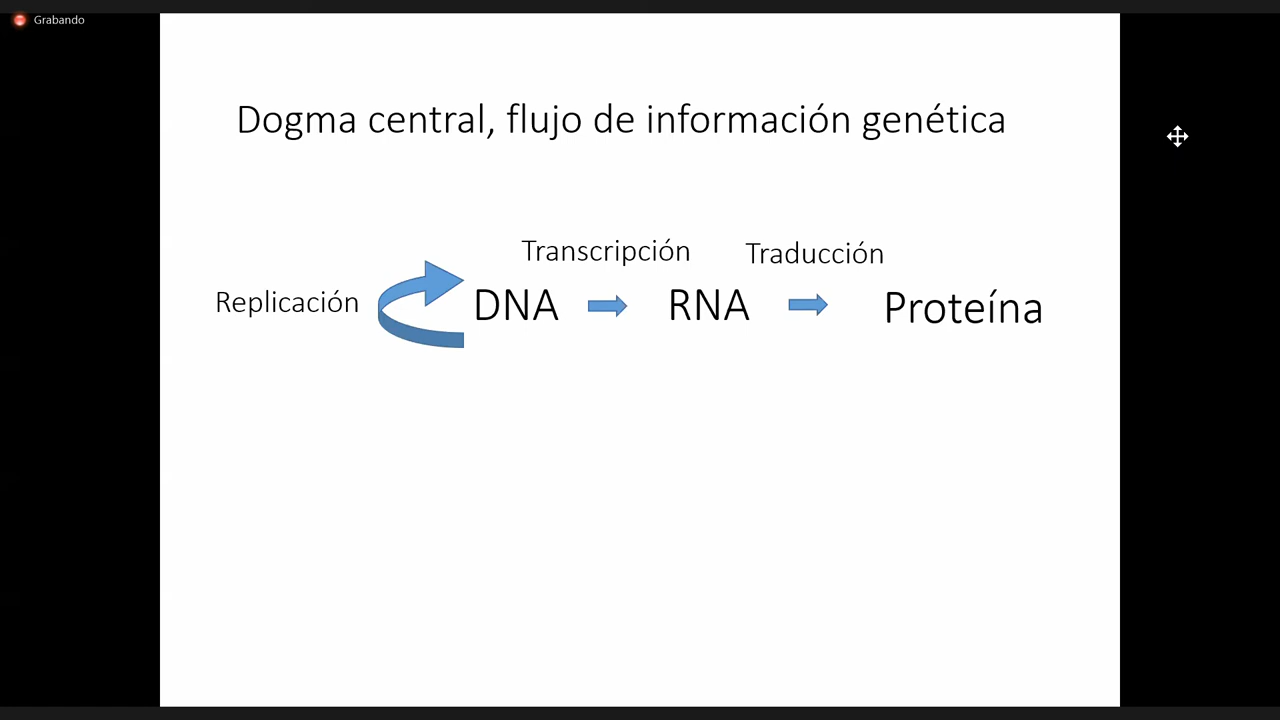 Grabando
Dogma central, flujo de información genética
Transcripción Traducción
Replicación DNA RNA Proteína